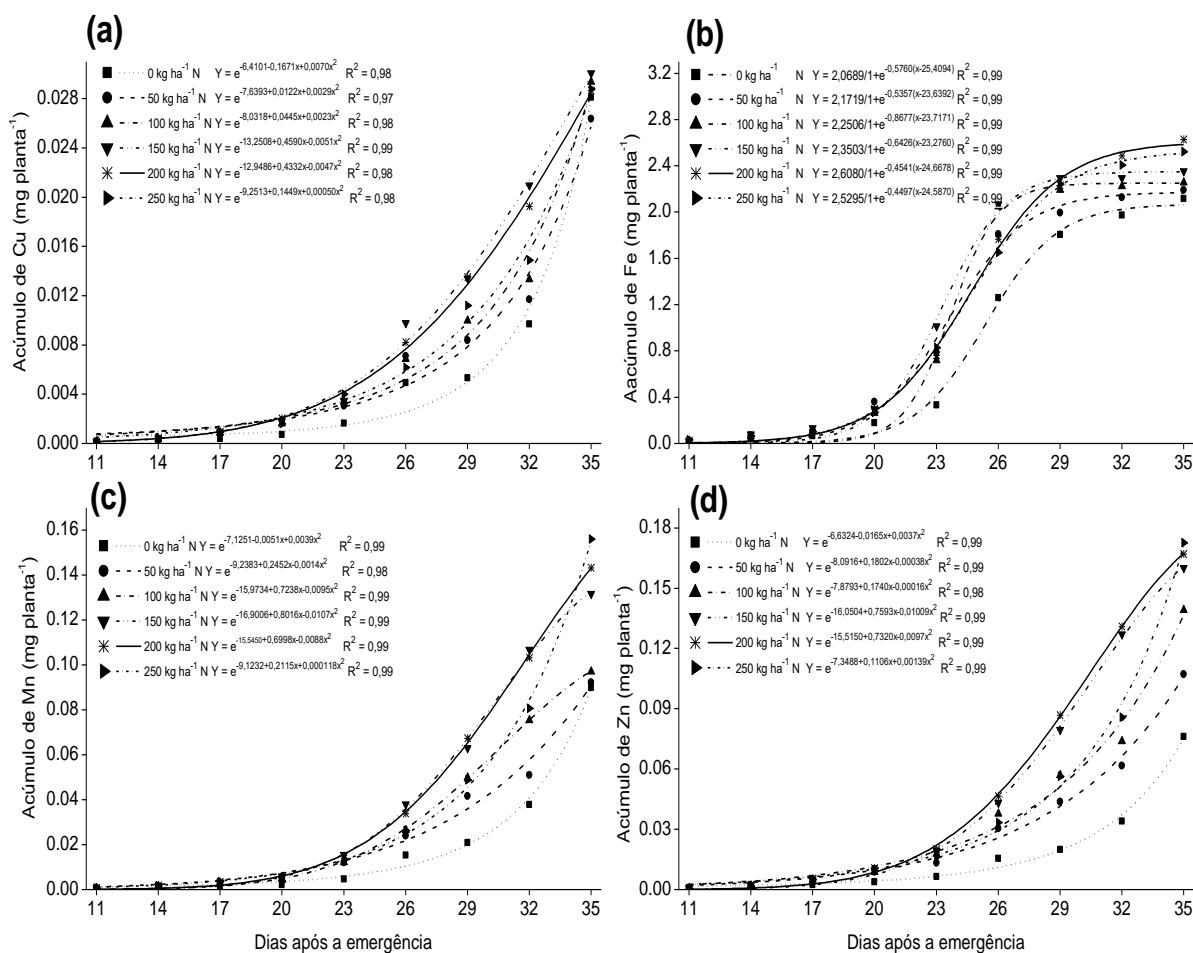 (a)
0 kg ha⁻¹ N Y = e^-6,4101-0,1671x+0,0070x² R² = 0,98
50 kg ha⁻¹ N Y = e^-7,6393+0,0122x+0,0029x² R² = 0,97
100 kg ha⁻¹ N Y = e^-8,0318+0,0445x+0,0023x² R² = 0,98
150 kg ha⁻¹ N Y = e^-13,2508+0,4590x-0,0051x² R² = 0,99
200 kg ha⁻¹ N Y = e^-12,9486+0,4332x-0,0047x² R² = 0,98
250 kg ha⁻¹ N Y = e^-9,2513+0,1449x+0,00050x² R² = 0,98
Acúmulo de Cu (mg planta⁻¹)
0.028
0.024
0.020
0.016
0.012
0.008
0.004
0.000
11 14 17 20 23 26 29 32 35
(b)
0 kg ha⁻¹ N Y = 2,0689/1+e^-0,5760(x-25,4094) R² = 0,99
50 kg ha⁻¹ N Y = 2,1719/1+e^-0,5357(x-23,6392) R² = 0,99
100 kg ha⁻¹ N Y = 2,2506/1+e^-0,8677(x-23,7171) R² = 0,99
150 kg ha⁻¹ N Y = 2,3503/1+e^-0,6426(x-23,2760) R² = 0,99
200 kg ha⁻¹ N Y = 2,6080/1+e^-0,4541(x-24,6678) R² = 0,99
250 kg ha⁻¹ N Y = 2,5295/1+e^-0,4497(x-24,5870) R² = 0,99
Aacúmulo de Fe (mg planta⁻¹)
3.2
2.8
2.4
2.0
1.6
1.2
0.8
0.4
0.0
11 14 17 20 23 26 29 32 35
(c)
0 kg ha⁻¹ N Y = e^-7,1251-0,0051x+0,0039x² R² = 0,99
50 kg ha⁻¹ N Y = e^-9,2383+0,2452x-0,0014x² R² = 0,98
100 kg ha⁻¹ N Y = e^-15,9734+0,7238x-0,0095x² R² = 0,99
150 kg ha⁻¹ N Y = e^-16,9006+0,8016x-0,0107x² R² = 0,99
200 kg ha⁻¹ N Y = e^-15,5450+0,6998x-0,0088x² R² = 0,99
250 kg ha⁻¹ N Y = e^-9,1232+0,2115x+0,000118x² R² = 0,99
Acúmulo de Mn (mg planta⁻¹)
0.16
0.14
0.12
0.10
0.08
0.06
0.04
0.02
0.00
11 14 17 20 23 26 29 32 35
Dias após a emergência
(d)
0 kg ha⁻¹ N Y = e^-6,6324-0,0165x+0,0037x² R² = 0,99
50 kg ha⁻¹ N Y = e^-8,0916+0,1802x-0,00038x² R² = 0,99
100 kg ha⁻¹ N Y = e^-7,8793+0,1740x-0,00016x² R² = 0,98
150 kg ha⁻¹ N Y = e^-16,0504+0,7593x-0,01009x² R² = 0,99
200 kg ha⁻¹ N Y = e^-15,5150+0,7320x-0,0097x² R² = 0,99
250 kg ha⁻¹ N Y = e^-7,3488+0,1106x+0,00139x² R² = 0,99
Acúmulo de Zn (mg planta⁻¹)
0.18
0.15
0.12
0.09
0.06
0.03
0.00
11 14 17 20 23 26 29 32 35
Dias após a emergência